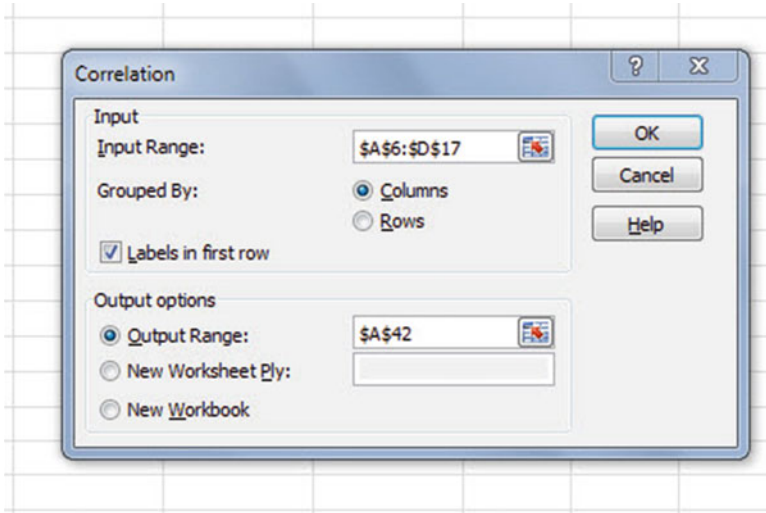 Correlation
Input
Input Range: $A$6:$D$17
Grouped By: Columns
Rows
Labels in first row
Output options
Output Range: $A$42
New Worksheet Ply:
New Workbook
OK
Cancel
Help